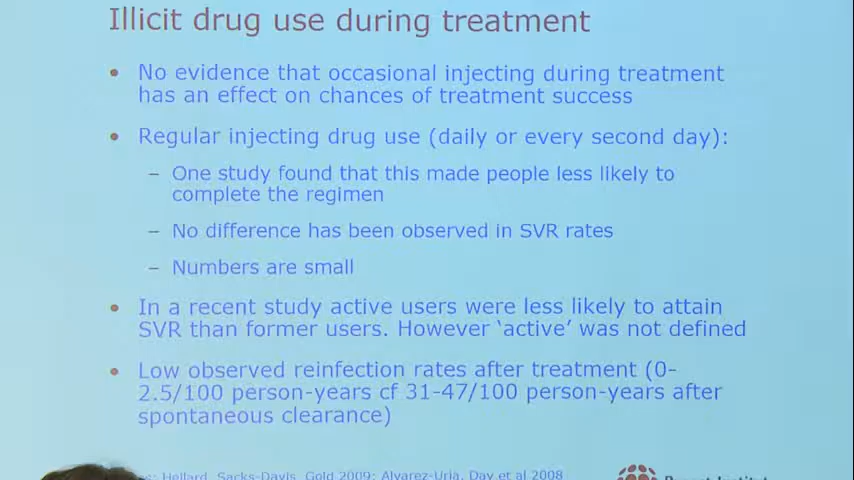 Illicit drug use during treatment
• No evidence that occasional injecting during treatment
has an effect on chances of treatment success
• Regular injecting drug use (daily or every second day):
– One study found that this made people less likely to
complete the regimen
– No difference has been observed in SVR rates
– Numbers are small
• In a recent study active users were less likely to attain
SVR than former users. However ‘active’ was not defined
• Low observed reinfection rates after treatment (0-
2.5/100 person-years cf 31-47/100 person-years after
spontaneous clearance)
Hellard, Sacks-Davis, Gold 2009; Alvarez-Uria, Day et al 2008